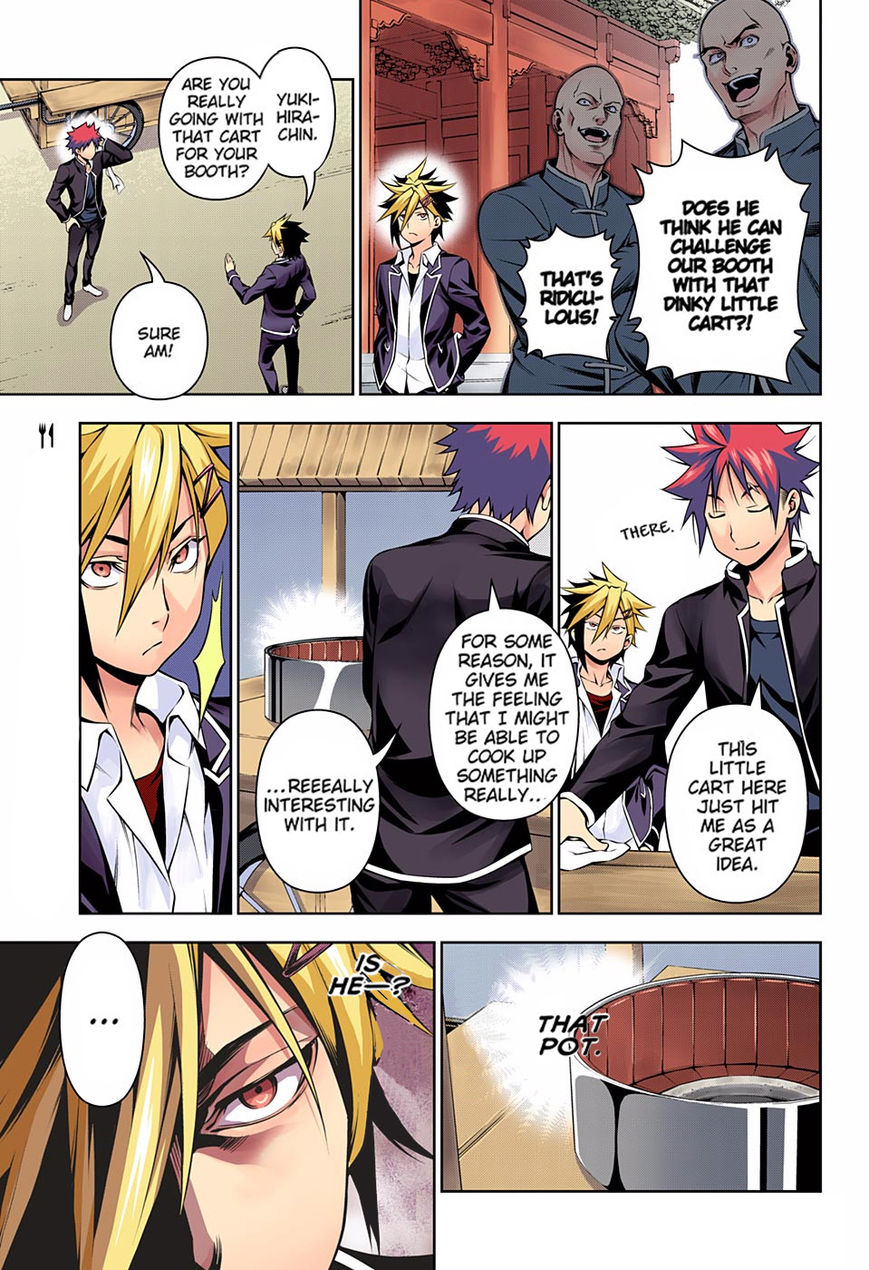 DOES HE
THINK HE CAN
CHALLENGE
OUR BOOTH
WITH THAT
DINKY LITTLE
CART?!
THAT'S
RIDICU-
LOUS!
YUKI-
HIRA-
CHIN.
ARE YOU
REALLY
GOING WITH
THAT CART
FOR YOUR
BOOTH?
SURE
AM!
THERE.
THIS
LITTLE
CART HERE
JUST HIT
ME AS A
GREAT
IDEA.
FOR SOME
REASON, IT
GIVES ME
THE FEELING
THAT I MIGHT
BE ABLE TO
COOK UP
SOMETHING
REALLY..
...REEEALLY
INTERESTING
WITH IT.
THAT
POT.
IS
HE—?
...